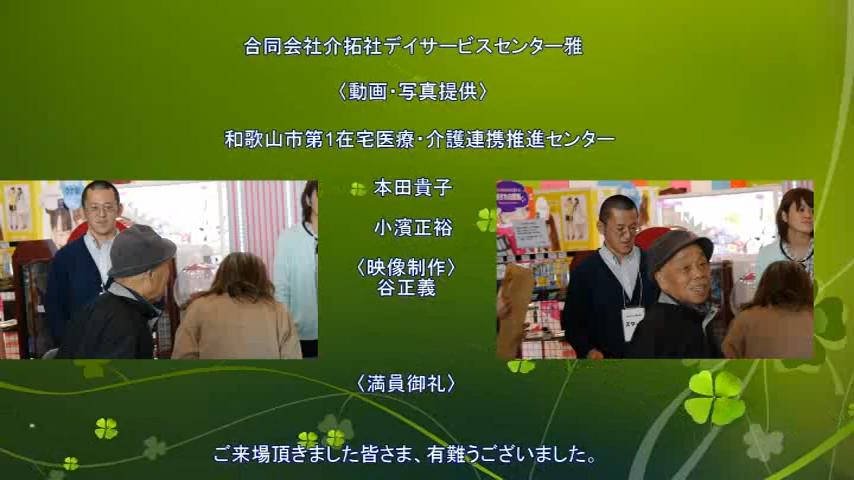 合同会社介拓社デイサービスセンター雅
〈動画・写真提供〉
和歌山市第1在宅医療・介護連携推進センター
本田貴子
小濱正裕
〈映像制作〉
谷正義
〈満員御礼〉
ご来場頂きました皆さま、有難うございました。